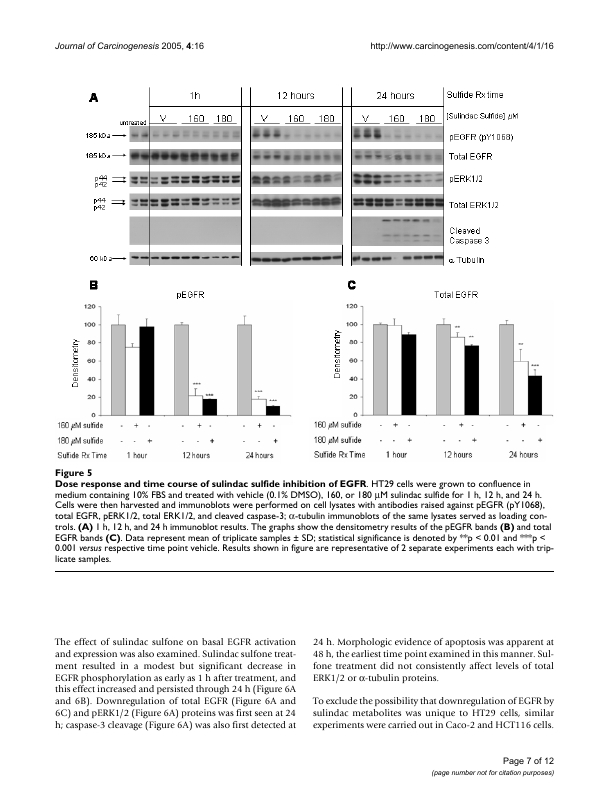 Journal of Carcinogenesis 2005, 4:16
http://www.carcinogenesis.com/content/4/1/16
A
1h
12 hours
24 hours
Sulfide Rx time
untreated
V
160
180
V
160
180
V
160
180
[Sulindac Sulfide] μM
185 kDa
pEGFR (pY1068)
185 kDa
Total EGFR
p44
p42
pERK1/2
p44
p42
Total ERK1/2
Cleaved
Caspase 3
60 kDa
α Tubulin
B
pEGFR
Densitometry
120
100
80
60
40
20
0
***
***
***
***
160 μM sulfide - + - - + - - + -
180 μM sulfide - - + - - + - - +
Sulfide Rx Time 1 hour 12 hours 24 hours
C
Total EGFR
Densitometry
120
100
80
60
40
20
0
**
**
**
***
160 μM sulfide - + - - + - - + -
180 μM sulfide - - + - - + - - +
Sulfide Rx Time 1 hour 12 hours 24 hours
Figure 5
Dose response and time course of sulindac sulfide inhibition of EGFR. HT29 cells were grown to confluence in
medium containing 10% FBS and treated with vehicle (0.1% DMSO), 160, or 180 μM sulindac sulfide for 1 h, 12 h, and 24 h.
Cells were then harvested and immunoblots were performed on cell lysates with antibodies raised against pEGFR (pY1068),
total EGFR, pERK1/2, total ERK1/2, and cleaved caspase-3; α-tubulin immunoblots of the same lysates served as loading con-
trols. (A) 1 h, 12 h, and 24 h immunoblot results. The graphs show the densitometry results of the pEGFR bands (B) and total
EGFR bands (C). Data represent mean of triplicate samples ± SD; statistical significance is denoted by **p < 0.01 and ***p <
0.001 versus respective time point vehicle. Results shown in figure are representative of 2 separate experiments each with trip-
licate samples.
The effect of sulindac sulfone on basal EGFR activation
and expression was also examined. Sulindac sulfone treat-
ment resulted in a modest but significant decrease in
EGFR phosphorylation as early as 1 h after treatment, and
this effect increased and persisted through 24 h (Figure 6A
and 6B). Downregulation of total EGFR (Figure 6A and
6C) and pERK1/2 (Figure 6A) proteins was first seen at 24
h; caspase-3 cleavage (Figure 6A) was also first detected at
24 h. Morphologic evidence of apoptosis was apparent at
48 h, the earliest time point examined in this manner. Sul-
fone treatment did not consistently affect levels of total
ERK1/2 or α-tubulin proteins.
To exclude the possibility that downregulation of EGFR by
sulindac metabolites was unique to HT29 cells, similar
experiments were carried out in Caco-2 and HCT116 cells.
Page 7 of 12
(page number not for citation purposes)